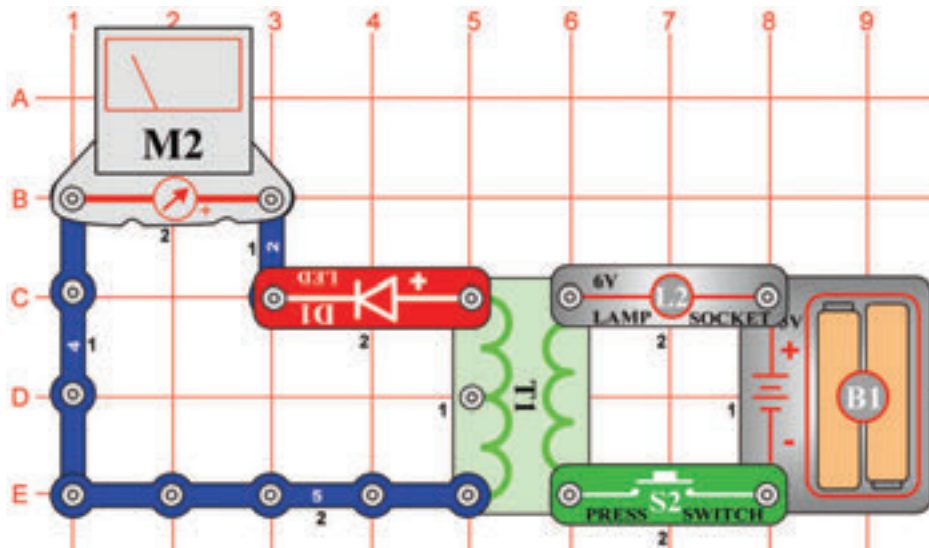 1 2 3 4 5 6 7 8 9
A
M2
B
+
2
1
2
C
LED
D1
+
2
6V
L2
LAMP SOCKET
2
3V
4
1
D
1
T1
1
+
-
B1
E
5
2
S2
PRESS SWITCH
2